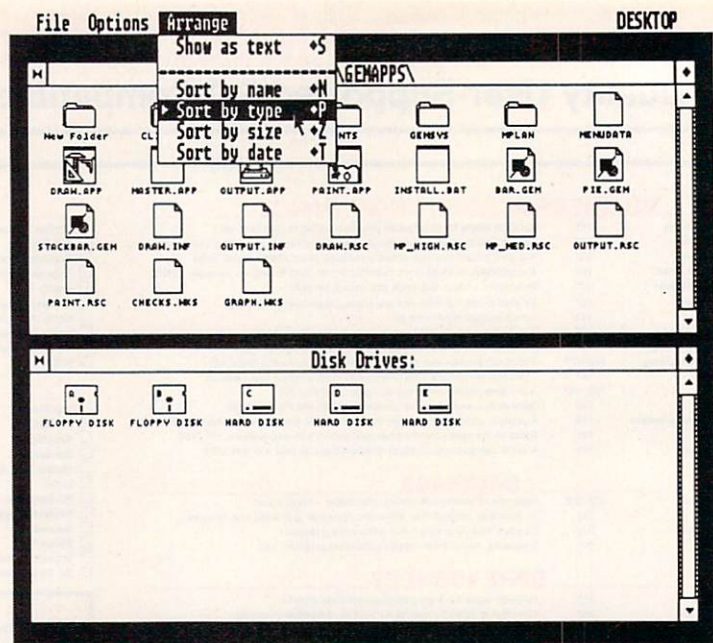 File Options Arrange DESKTOP
Show as text ♦S
Sort by name ♦N
Sort by type ♦P
Sort by size ♦Z
Sort by date ♦T
\GEMAPPS\
New Folder CL NTS GEMSYS MPLAN MENUDATA
DRAW.APP MASTER.APP OUTPUT.APP PAINT.APP INSTALL.BAT BAR.GEM PIE.GEM
STACKBAR.GEM DRAW.INF OUTPUT.INF DRAW.RSC MP_HIGH.RSC MP_MED.RSC OUTPUT.RSC
PAINT.RSC CHECKS.WKS GRAPH.WKS
Disk Drives:
A B C D E
FLOPPY DISK FLOPPY DISK HARD DISK HARD DISK HARD DISK